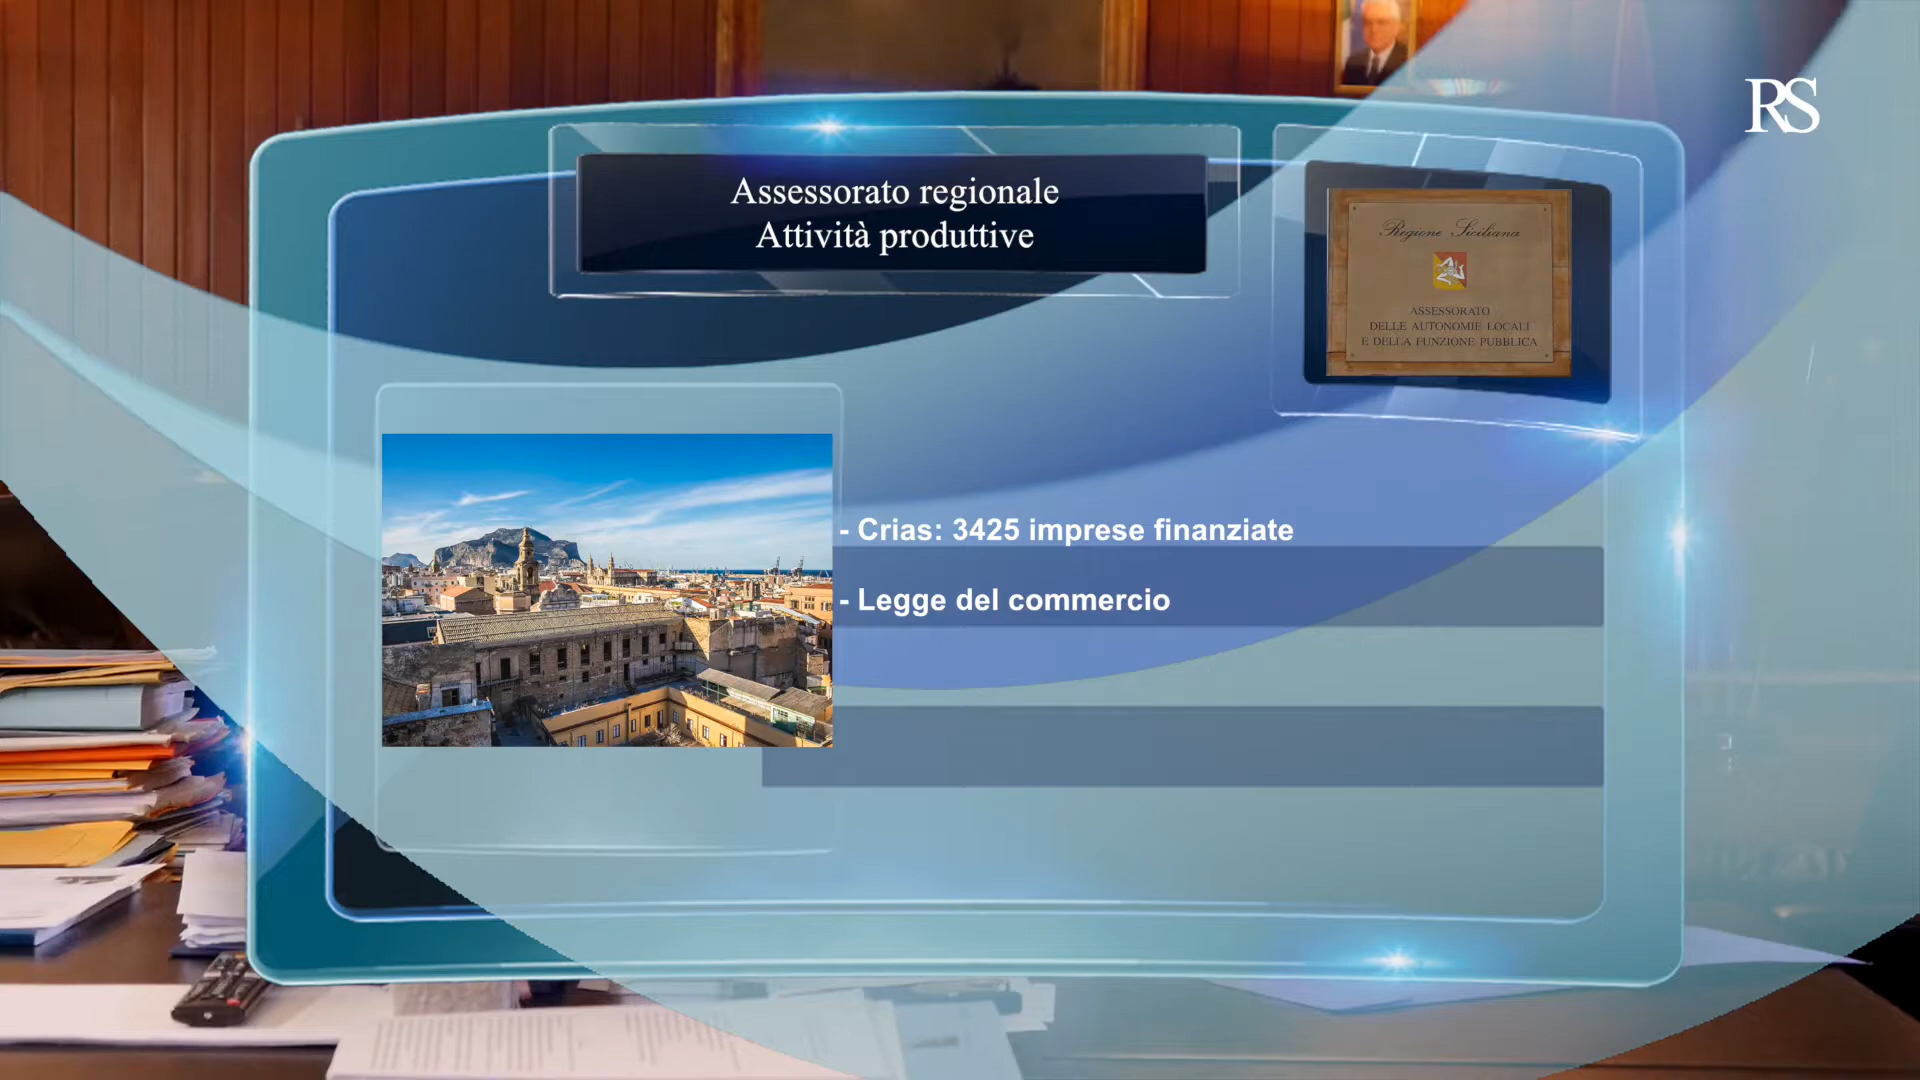 RS
Assessorato regionale
Attività produttive
Regione Siciliana
ASSESSORATO
DELLE AUTONOMIE LOCALI
E DELLA FUNZIONE PUBBLICA
- Crias: 3425 imprese finanziate
- Legge del commercio